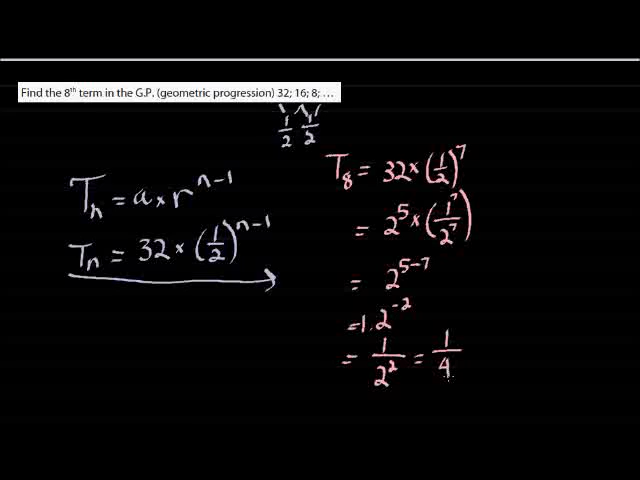 Find the 8th term in the G.P. (geometric progression) 32; 16; 8; …
1/2 1/2
Tn = a × r^(n-1)
Tn = 32 × (1/2)^(n-1)
T8 = 32 × (1/2)^7
= 2^5 × (1^7/2^7)
= 2^(5-7)
= 1.2^(-2)
= 1/2^2 = 1/4